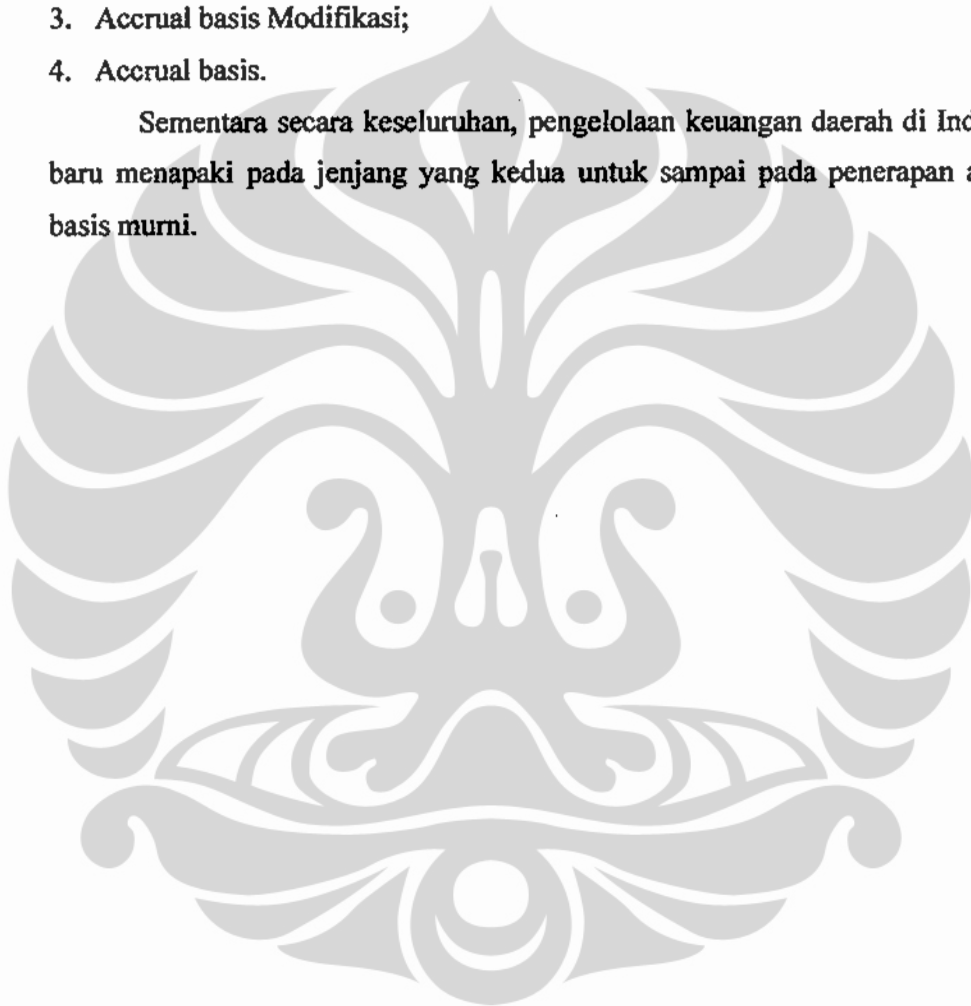 3. Accrual basis Modifikasi;
4. Accrual basis.
Sementara secara keseluruhan, pengelolaan keuangan daerah di
baru menapaki pada jenjang yang kedua untuk sampai pada penerapan
basis murni.